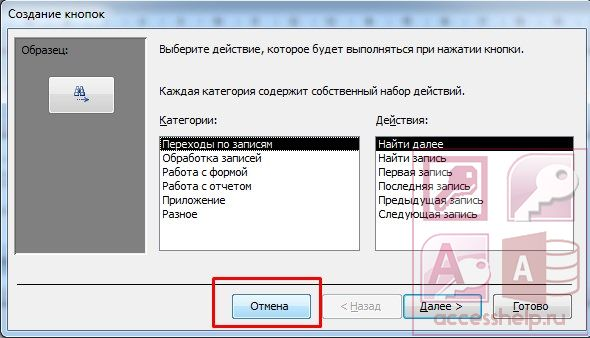 Создание кнопок
Образец:
Выберите действие, которое будет выполняться при нажатии кнопки.
Каждая категория содержит собственный набор действий.
Категории:
Переходы по записям
Обработка записей
Работа с формой
Работа с отчетом
Приложение
Разное
Действия:
Найти далее
Найти запись
Первая запись
Последняя запись
Предыдущая запись
Следующая запись
Отмена
< Назад
Далее >
Готово
A
A
accesshelp.ru